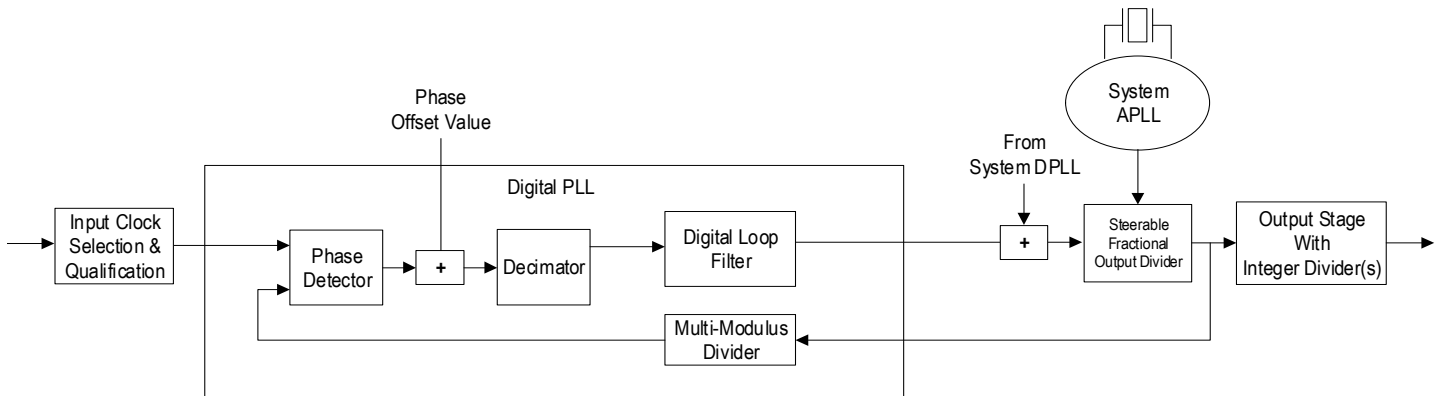 System
APLL
Phase
Offset Value
From
System DPLL
Digital PLL
Input Clock
Selection &
Qualification
Phase
Detector
+
Decimator
Digital Loop
Filter
+
Steerable
Fractional
Output Divider
Output Stage
With
Integer Divider(s)
Multi-Modulus
Divider